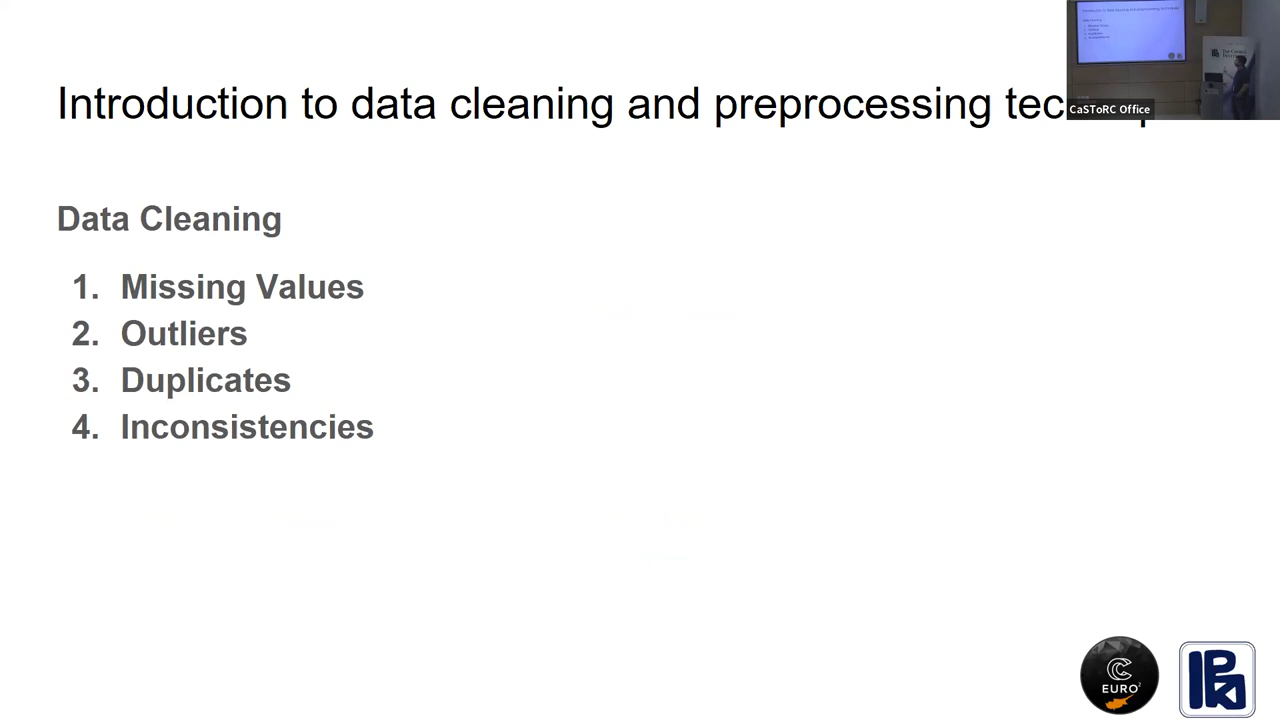 Introduction to data cleaning and preprocessing tec
CaSToRC Office
Data Cleaning
1. Missing Values
2. Outliers
3. Duplicates
4. Inconsistencies
EURO²